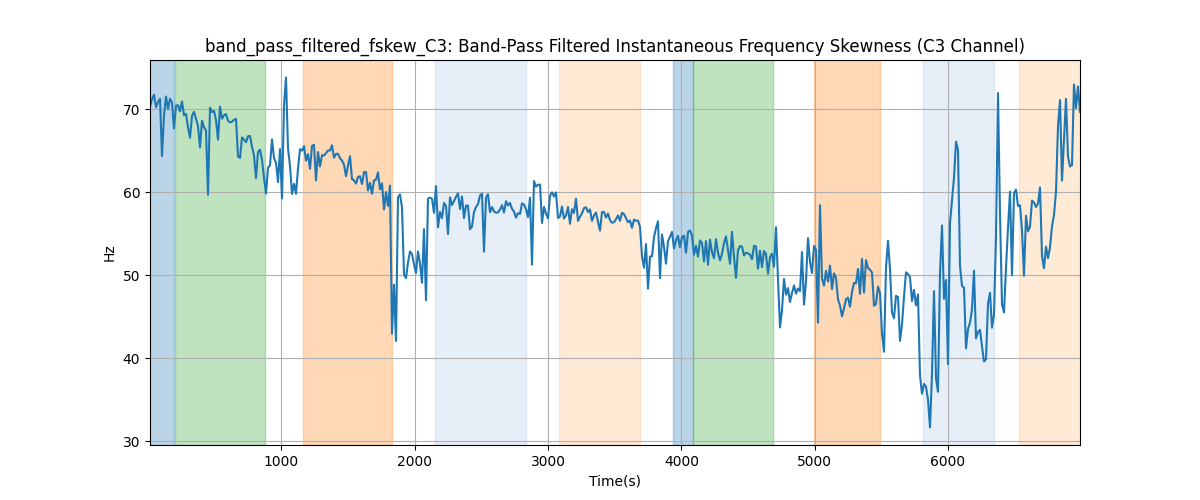 band_pass_filtered_fskew_C3: Band-Pass Filtered Instantaneous Frequency Skewness (C3 Channel)
70
60
50
40
30
Hz
1000 2000 3000 4000 5000 6000
Time(s)